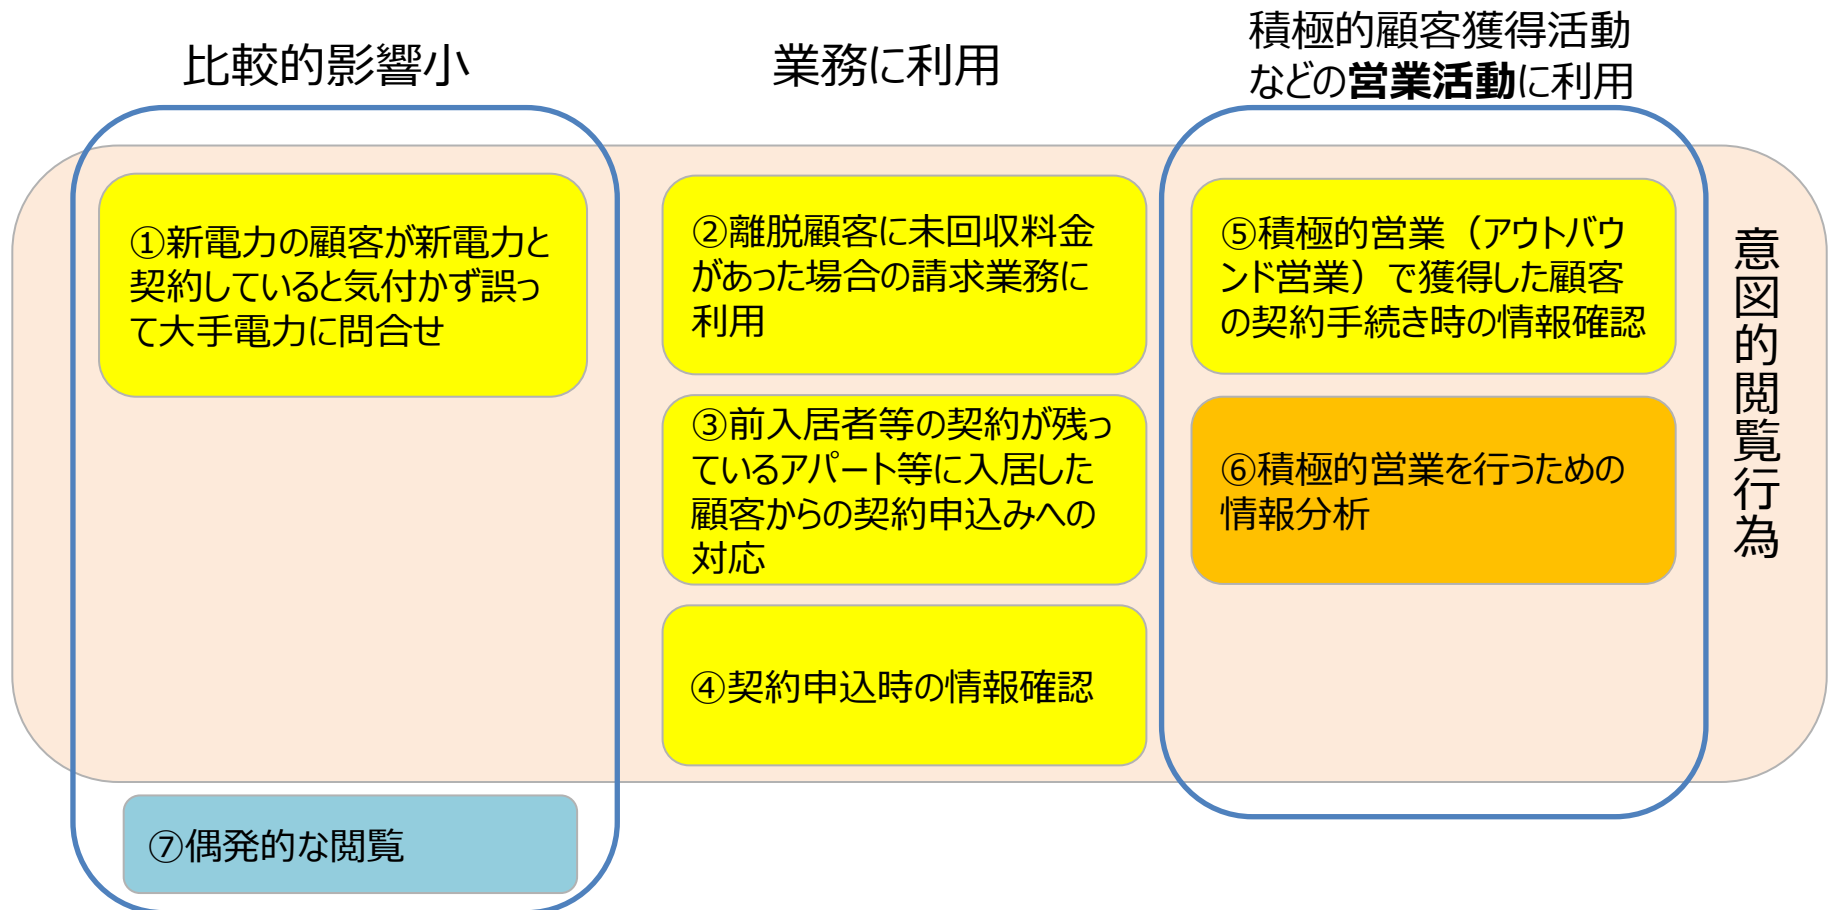 比較的影響小
業務に利用
積極的顧客獲得活動
などの営業活動に利用
①新電力の顧客が新電力と
契約していると気付かず誤っ
て大手電力に問合せ
②離脱顧客に未回収料金
があった場合の請求業務に
利用
③前入居者等の契約が残っ
ているアパート等に入居した
顧客からの契約申込みへの
対応
④契約申込時の情報確認
⑤積極的営業（アウトバウ
ンド営業）で獲得した顧客
の契約手続き時の情報確認
⑥積極的営業を行うための
情報分析
意図的閲覧行為
⑦偶発的な閲覧